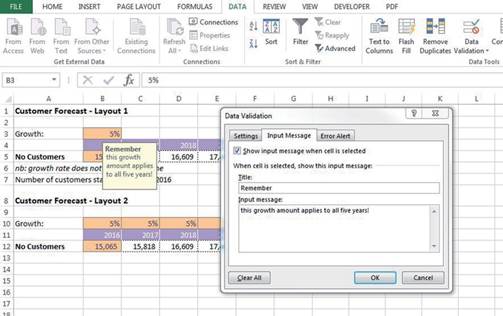 FILE HOME INSERT PAGE LAYOUT FORMULAS DATA REVIEW VIEW DEVELOPER PDF
From Access From Web From Text From Other Sources Existing Connections Refresh All Connections Properties Edit Links Sort Filter Clear Reapply Advanced Text to Columns Flash Fill Remove Duplicates Data Validation
Get External Data Connections Sort & Filter Data Tools
B3 fx 5%
A B C D E F G H I J K L M
1 Customer Forecast - Layout 1
2
3 Growth: 5%
4 2018
5 No Customers 16,609
6 nb: growth rate does not
7 Number of customers 2016
Remember
this growth
amount applies
to all five years!
8 Customer Forecast - Layout 2
9
10 Growth: 5% 5% 5%
11 2016 2017 2018
12 No Customers 15,065 15,818 16,609
13
14
15
16
17
18
Data Validation
Settings Input Message Error Alert
Show input message when cell is selected
When cell is selected, show this input message:
Title:
Remember
Input message:
this growth amount applies to all five years!
Clear All OK Cancel